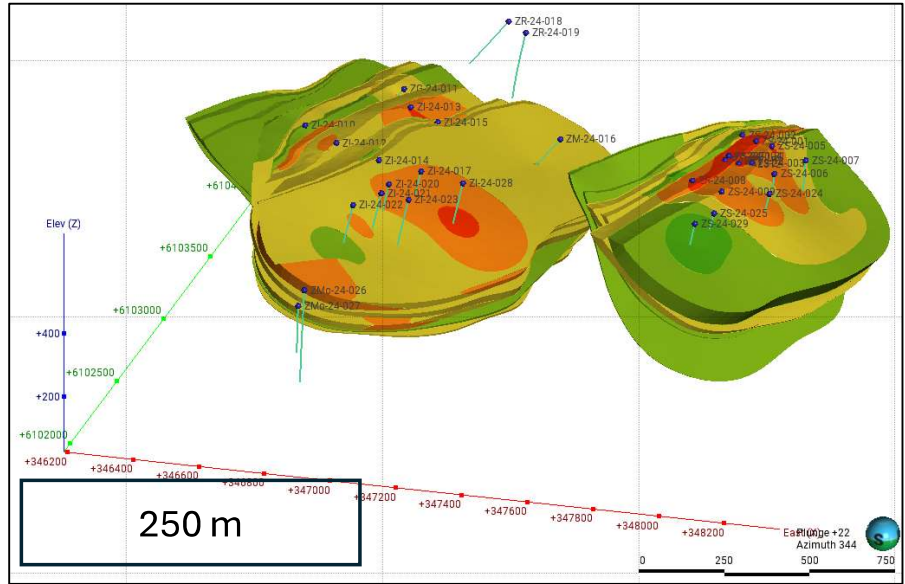 ZR-24-018
ZR-24-019
ZG-24-011
ZI-24-013
ZI-24-010
ZI-24-015
ZI-24-012
ZM-24-016
ZI-24-014
ZI-24-017
ZI-24-020
ZI-24-028
ZI-24-021
ZI-24-023
ZI-24-022
ZMo-24-026
ZMo-24-027
ZS-24-005
ZS-24-007
ZS-24-006
ZS-24-024
ZS-24-025
ZS-24-029
Elev (Z)
+6103500
+6103000
+6102500
+6102000
+400
+200
+346200
+346400
+346600
+346800
+347000
+347200
+347400
+347600
+347800
+348000
+348200
250 m
Plunge +22
Azimuth 344
S
0 250 500 750